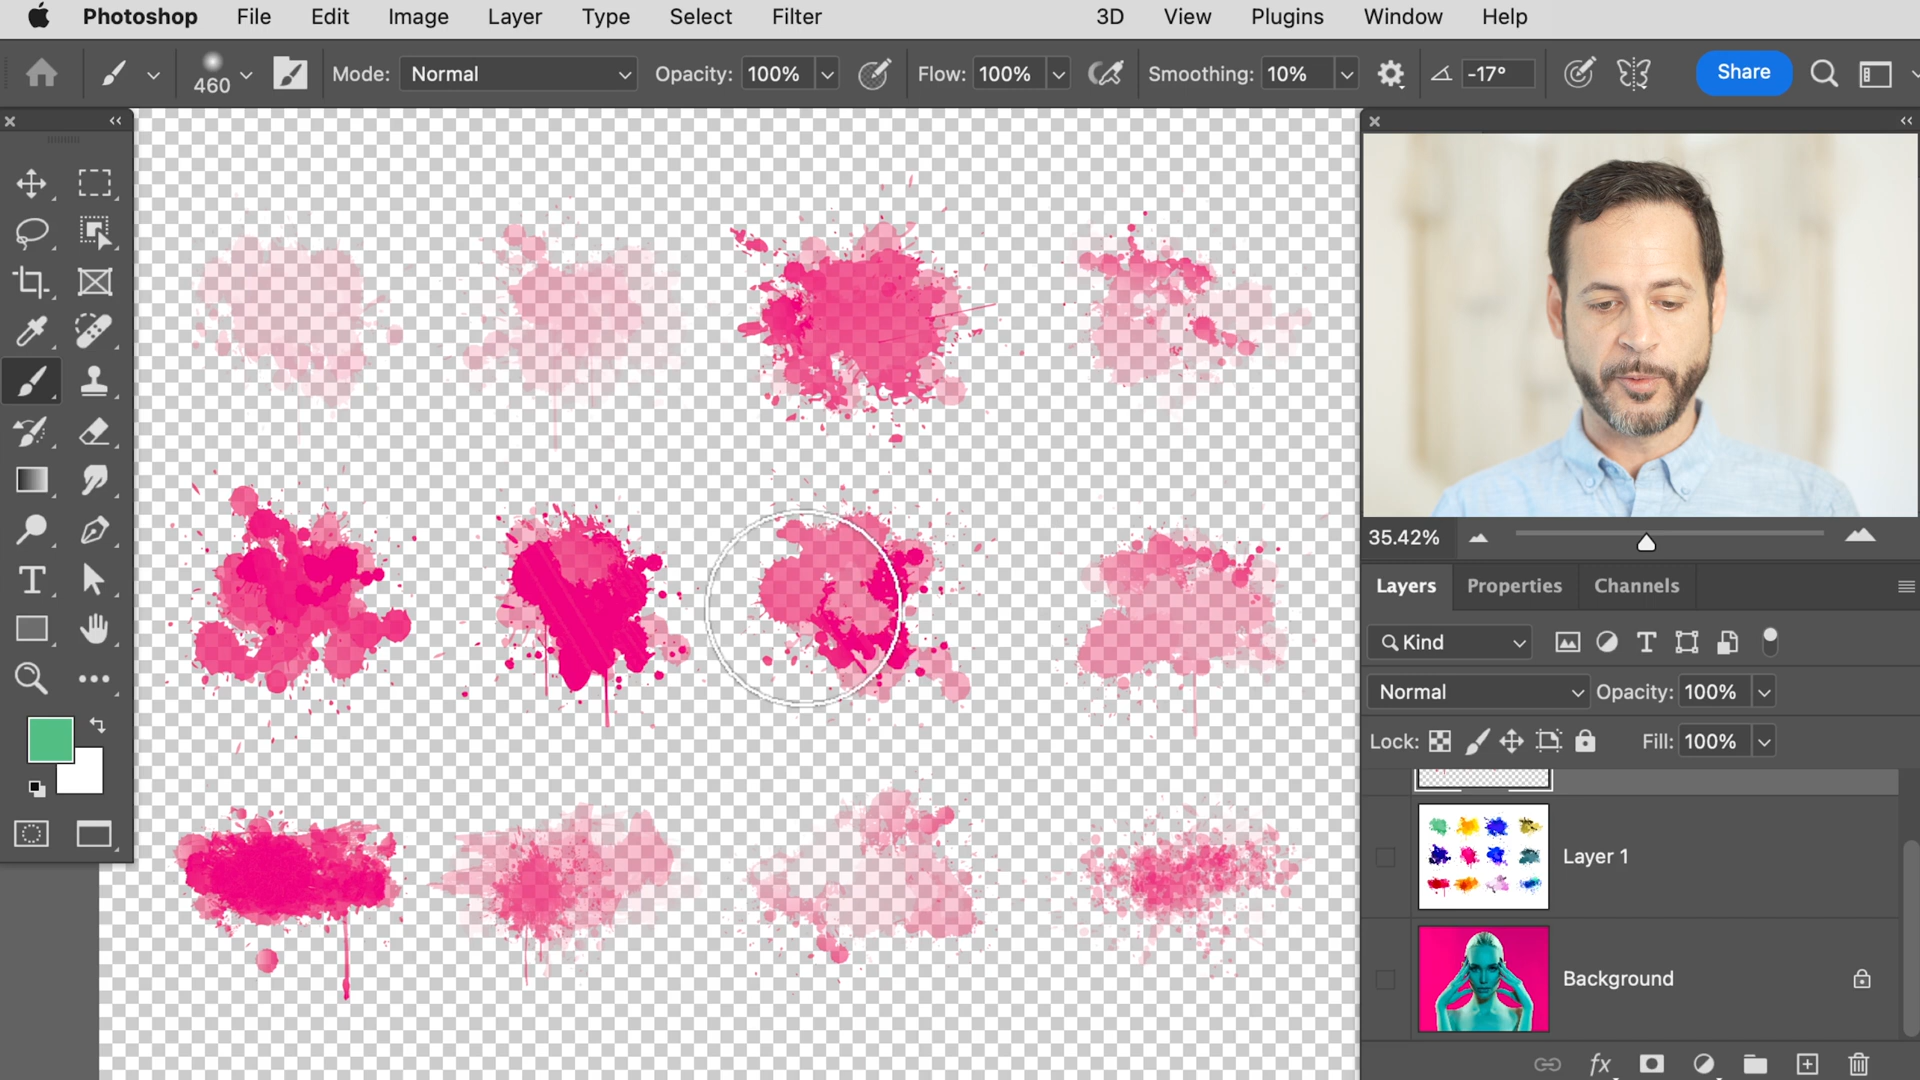 Photoshop File Edit Image Layer Type Select Filter 3D View Plugins Window Help
460 Mode: Normal Opacity: 100% Flow: 100% Smoothing: 10% -17° Share
35.42%
Layers Properties Channels
Kind
Normal Opacity: 100%
Lock: Fill: 100%
Layer 1
Background
fx